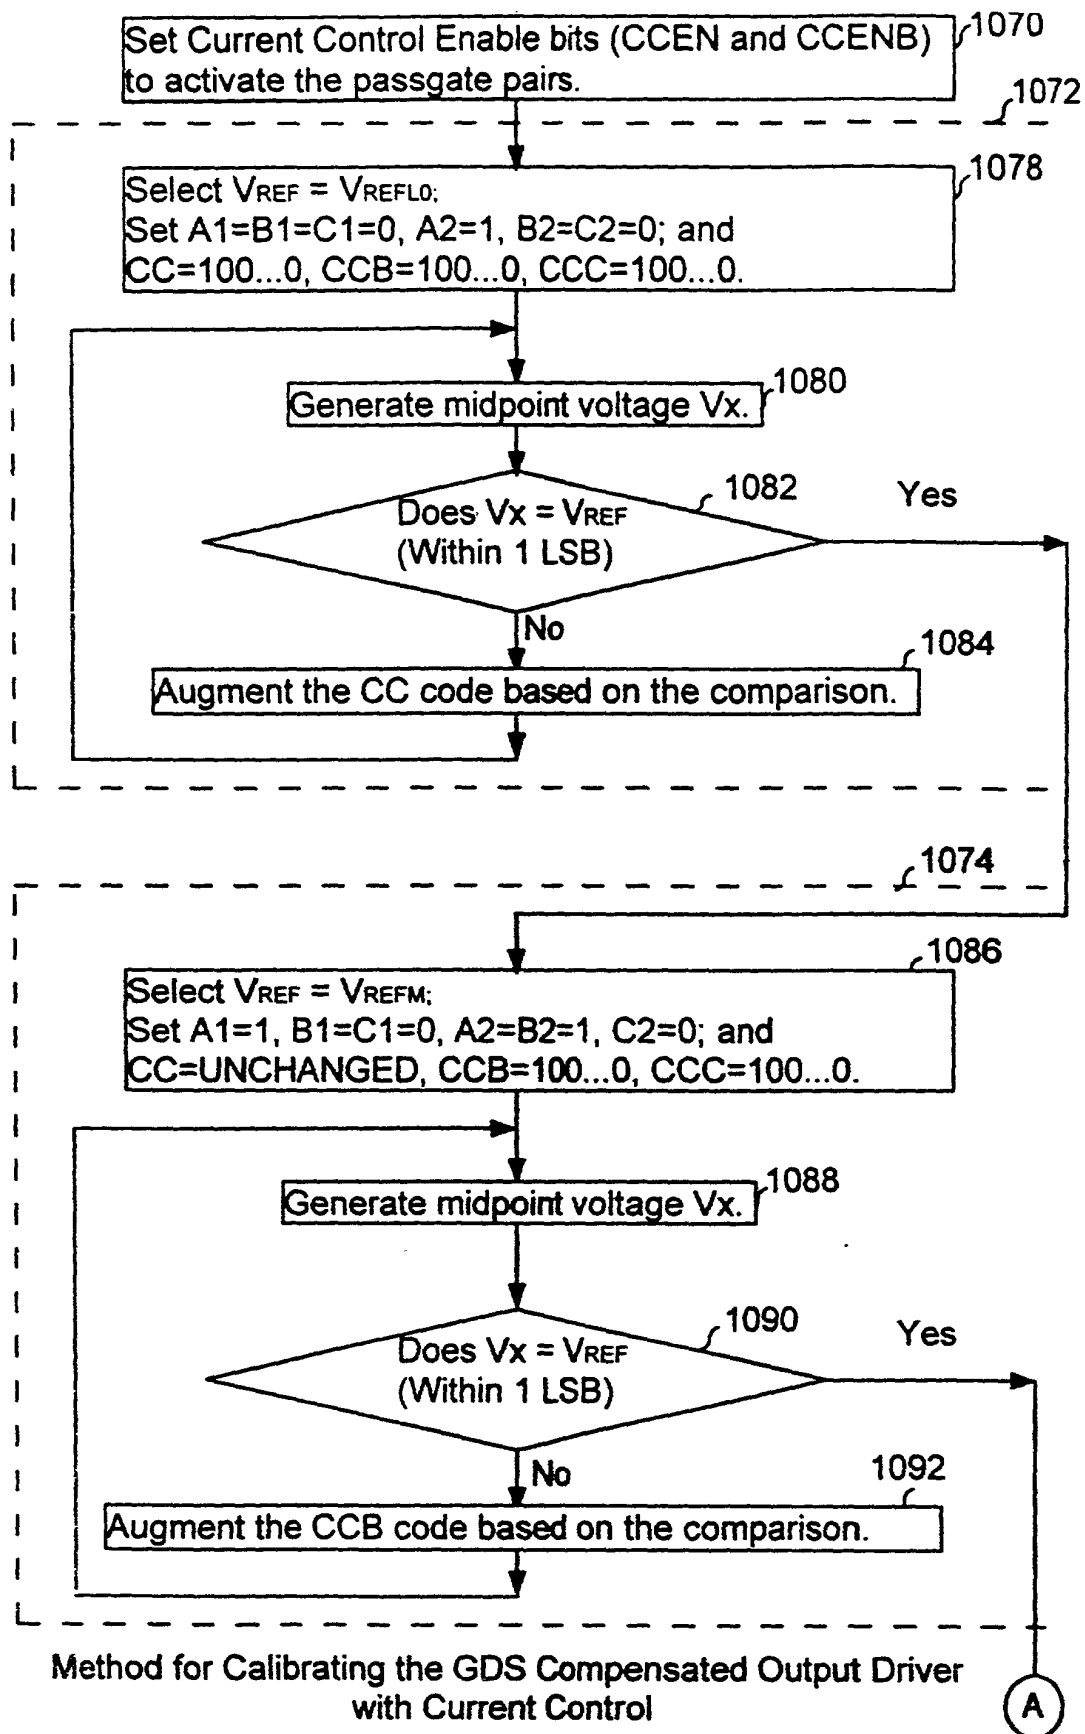 Set Current Control Enable bits (CCEN and CCENB)
to activate the passgate pairs.
1070
1072
Select VREF = VREFLO;
Set A1=B1=C1=0, A2=1, B2=C2=0; and
CC=100...0, CCB=100...0, CCC=100...0.
1078
Generate midpoint voltage Vx.
1080
Does Vx = VREF
(Within 1 LSB)
1082
Yes
No
1084
Augment the CC code based on the comparison.
1074
1086
Select VREF = VREFM;
Set A1=1, B1=C1=0, A2=B2=1, C2=0; and
CC=UNCHANGED, CCB=100...0, CCC=100...0.
Generate midpoint voltage Vx.
1088
Does Vx = VREF
(Within 1 LSB)
1090
Yes
No
1092
Augment the CCB code based on the comparison.
Method for Calibrating the GDS Compensated Output Driver
with Current Control
A